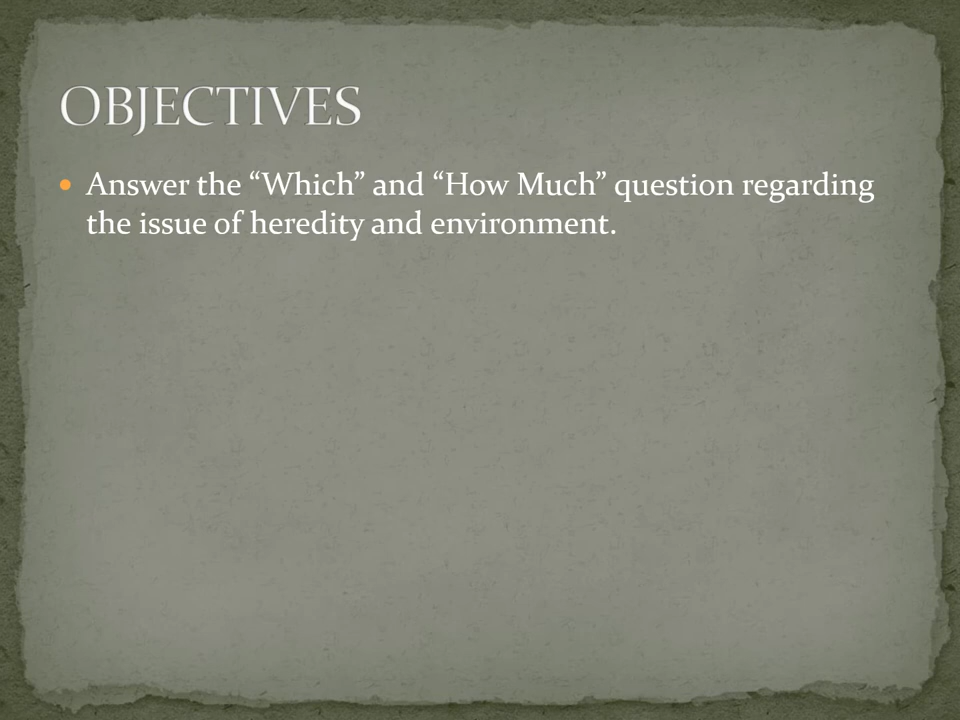 OBJECTIVES
• Answer the “Which” and “How Much” question regarding
the issue of heredity and environment.